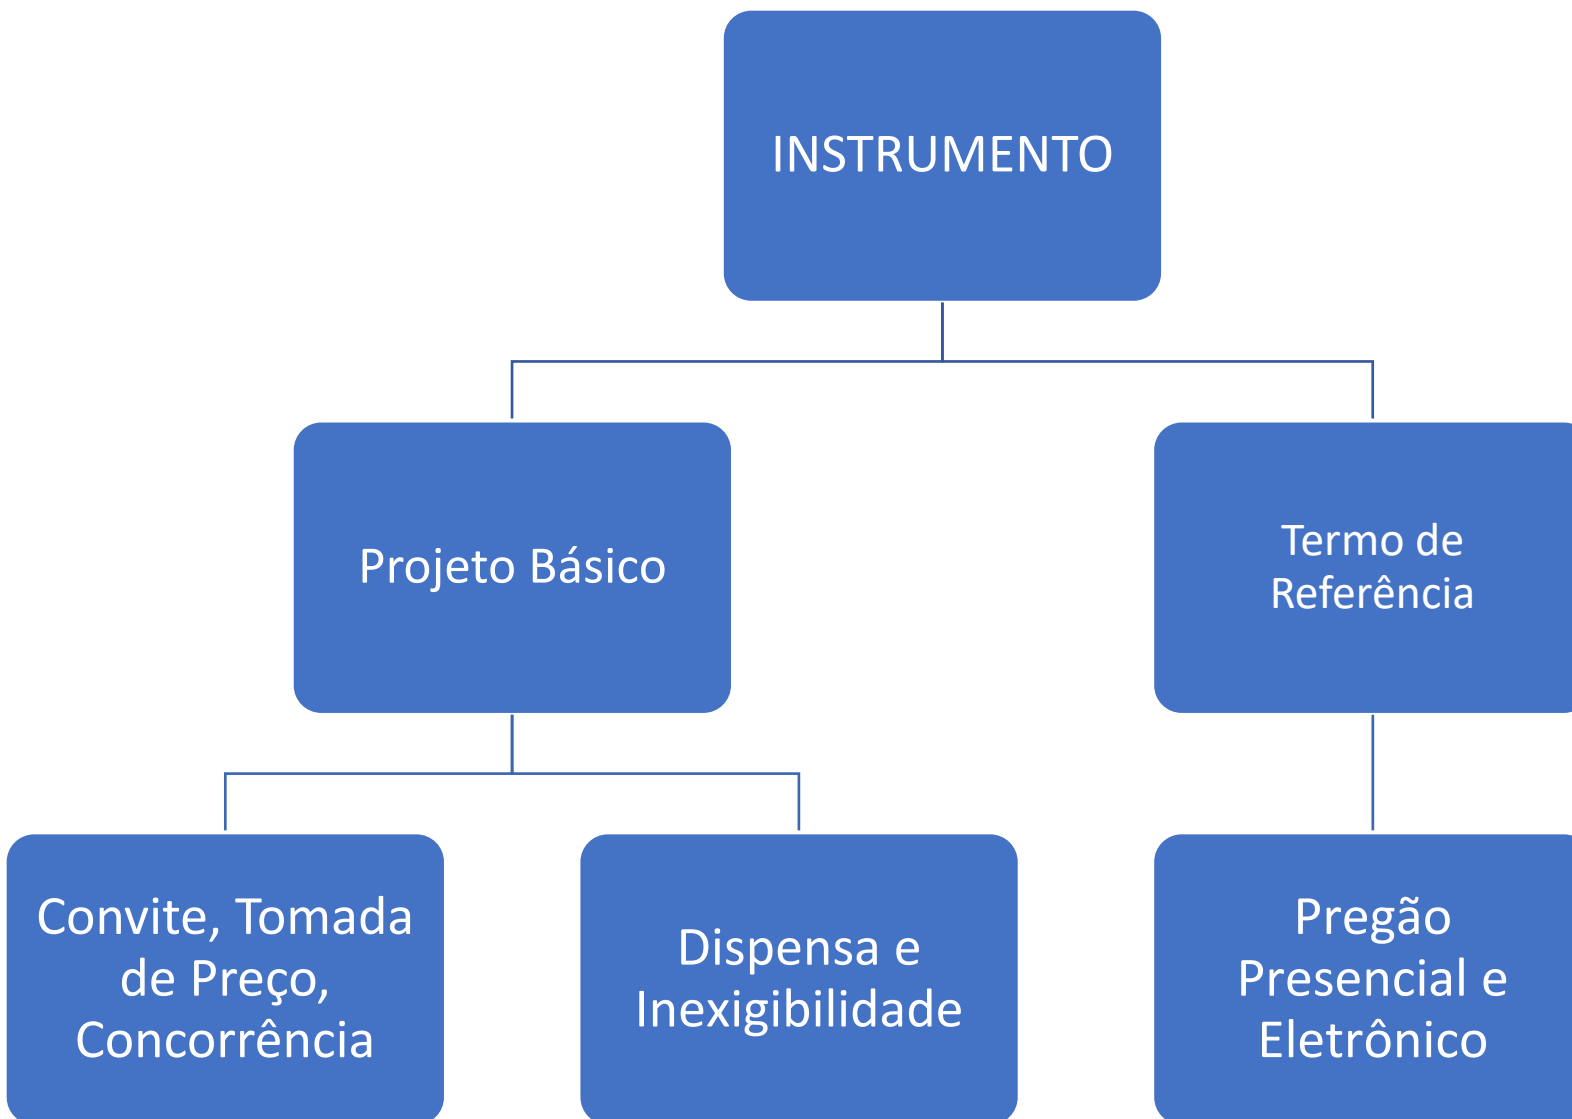 INSTRUMENTO
Projeto Básico
Termo de
Referência
Convite, Tomada
de Preço,
Concorrência
Dispensa e
Inexigibilidade
Pregão
Presencial e
Eletrônico